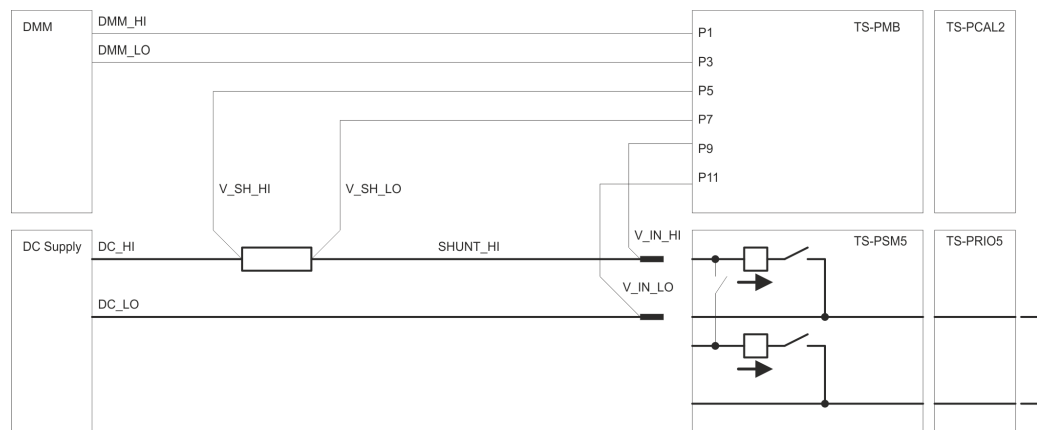 DMM
DMM_HI
DMM_LO
P1
P3
P5
P7
P9
P11
TS-PMB
TS-PCAL2
V_SH_HI
V_SH_LO
DC Supply
DC_HI
SHUNT_HI
V_IN_HI
V_IN_LO
DC_LO
TS-PSM5
TS-PRIO5